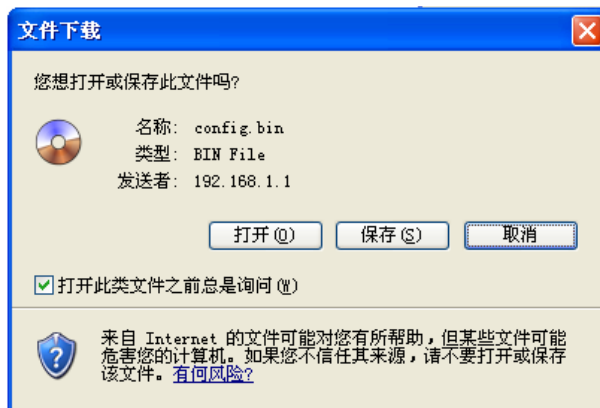 文件下载
您想打开或保存此文件吗?
名称: config.bin
类型: BIN File
发送者: 192.168.1.1
打开(O) 保存(S) 取消
打开此类文件之前总是询问(W)
来自 Internet 的文件可能对您有所帮助，但某些文件可能
危害您的计算机。如果您不信任其来源，请不要打开或保存
该文件。有何风险?